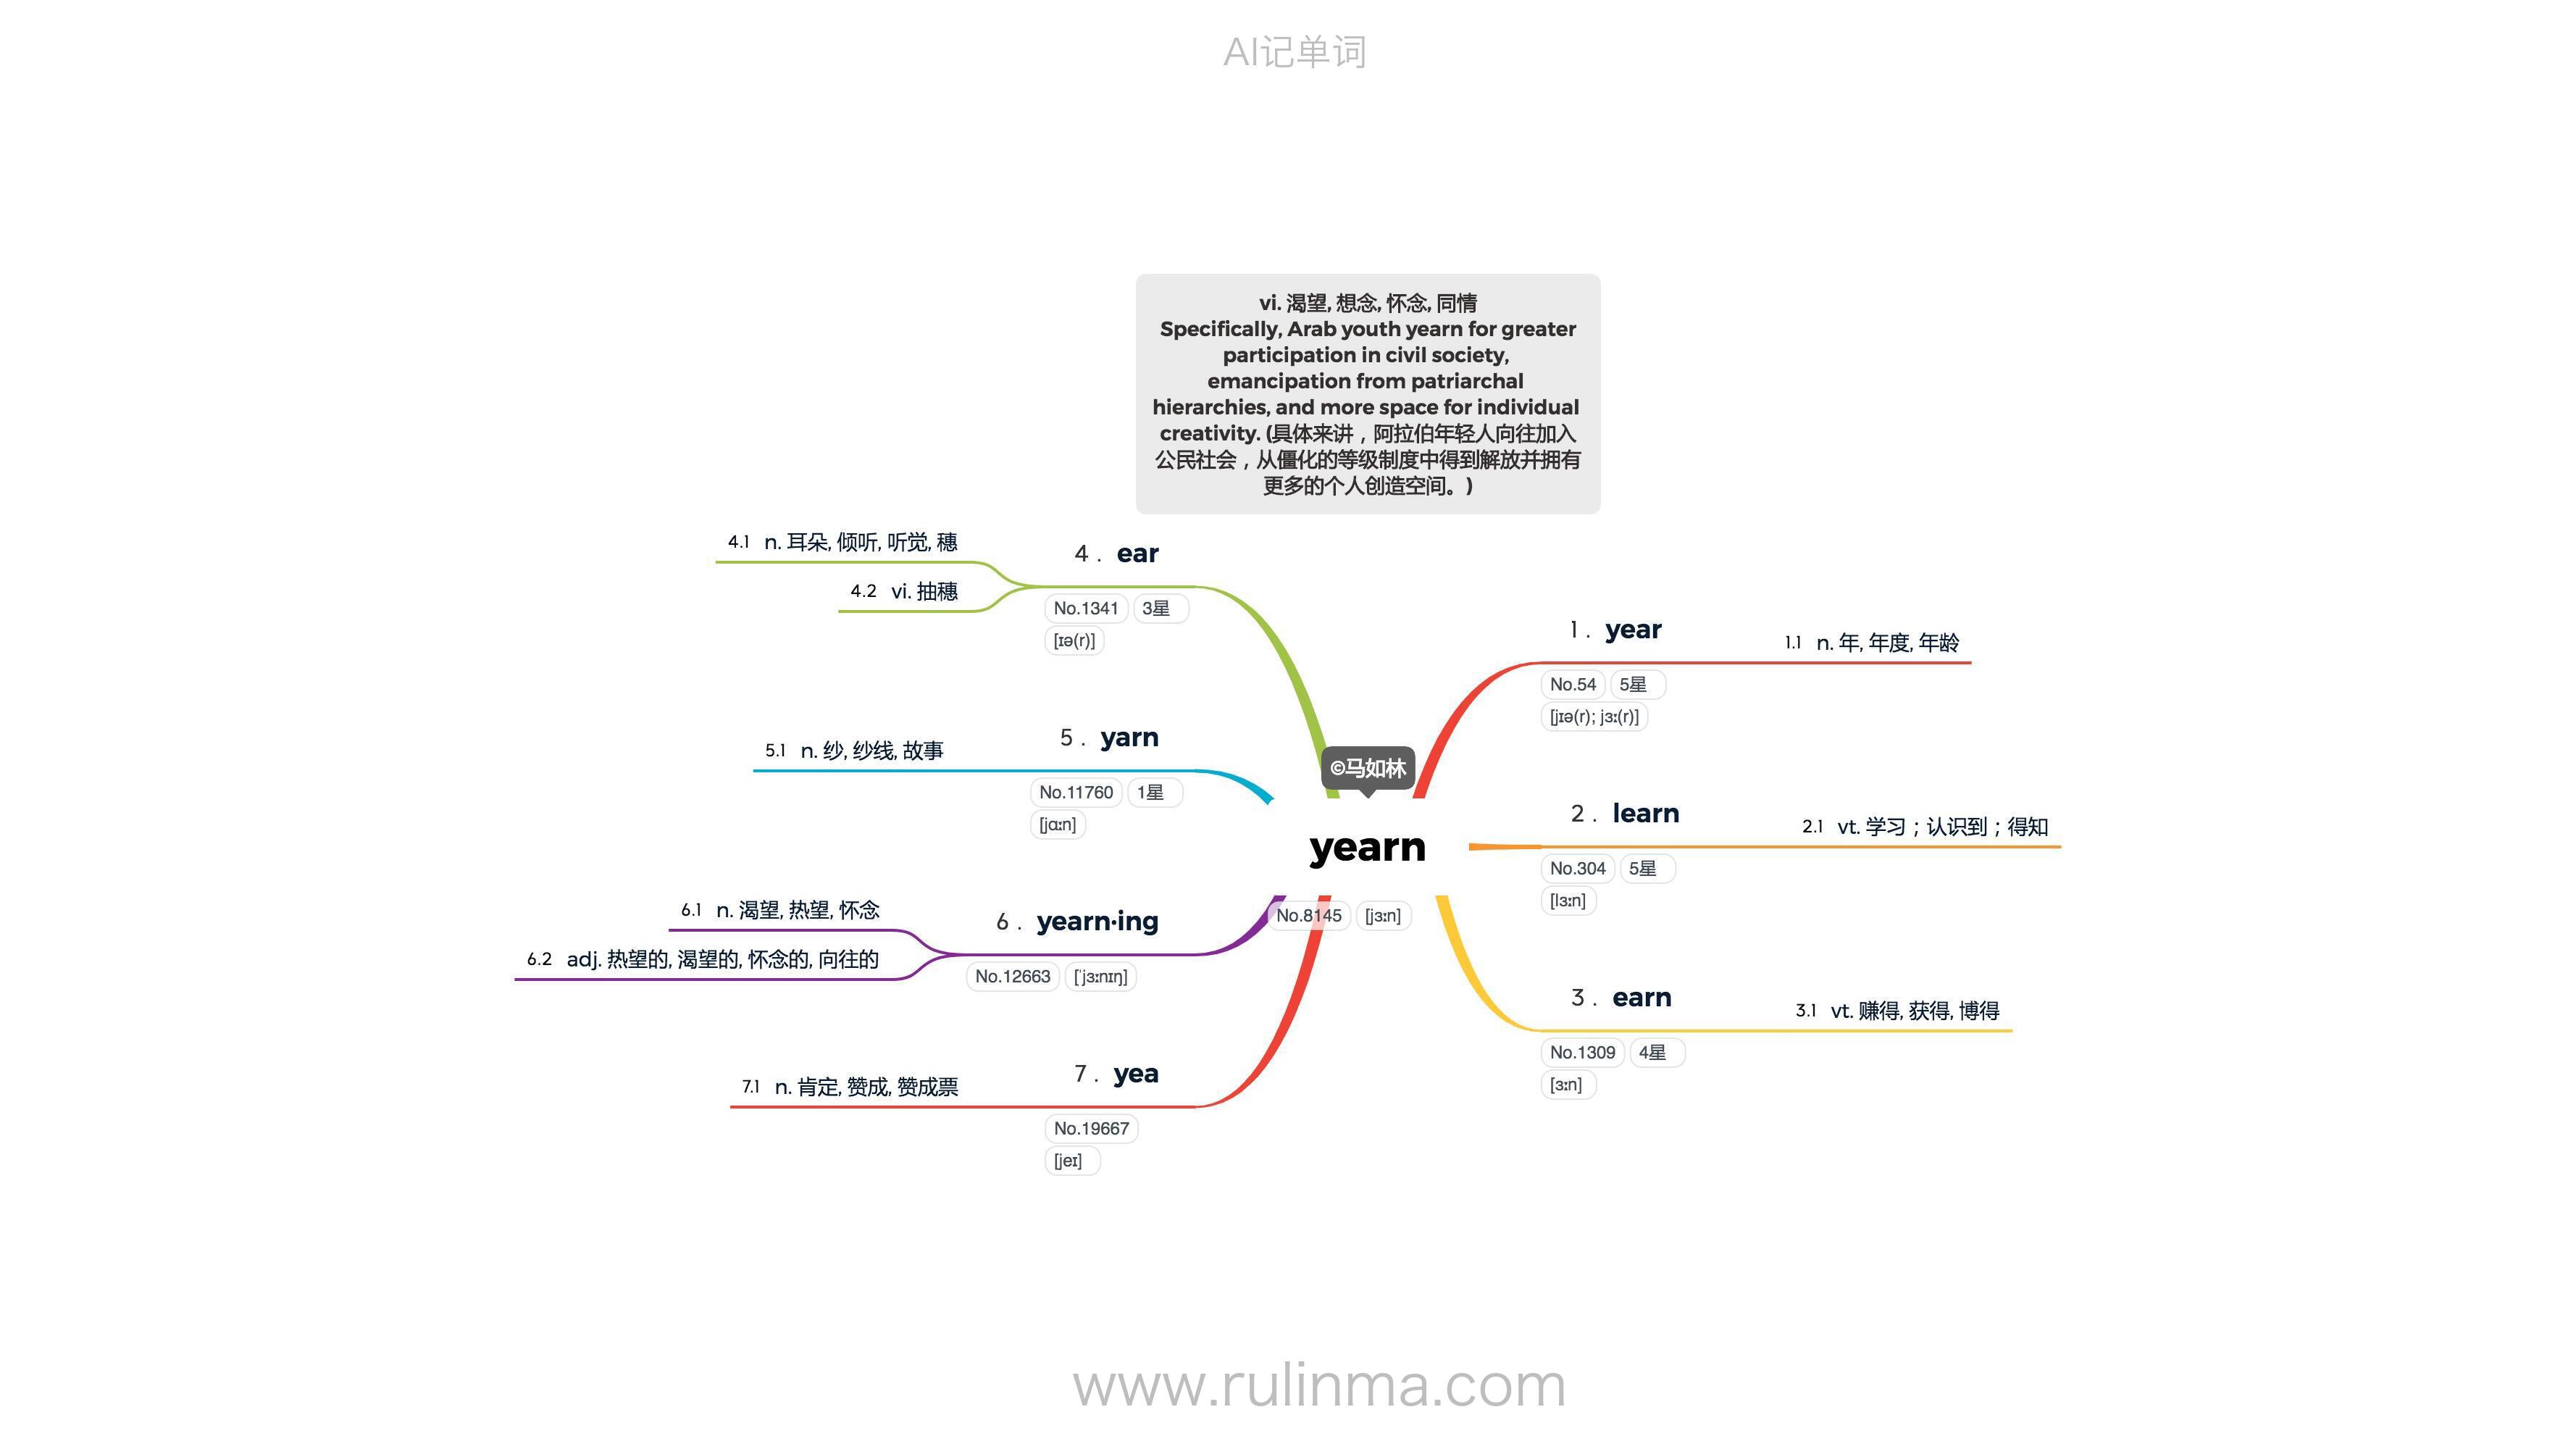 AI记单词
vi. 渴望, 想念, 怀念, 同情
Specifically, Arab youth yearn for greater
participation in civil society,
emancipation from patriarchal
hierarchies, and more space for individual
creativity. (具体来讲，阿拉伯年轻人向往加入
公民社会，从僵化的等级制度中得到解放并拥有
更多的个人创造空间。)
©马如林
yearn
No.8145 [jɜːn]
1. year
No.54 5星
[jɪə(r); jɜː(r)]
1.1 n. 年, 年度, 年龄
2. learn
No.304 5星
[lɜːn]
2.1 vt. 学习；认识到；得知
3. earn
No.1309 4星
[ɜːn]
3.1 vt. 赚得, 获得, 博得
4. ear
No.1341 3星
[ɪə(r)]
4.1 n. 耳朵, 倾听, 听觉, 穗
4.2 vi. 抽穗
5. yarn
No.11760 1星
[jɑːn]
5.1 n. 纱, 纱线, 故事
6. yearn·ing
No.12663 ['jɜːnɪŋ]
6.1 n. 渴望, 热望, 怀念
6.2 adj. 热望的, 渴望的, 怀念的, 向往的
7. yea
No.19667
[jeɪ]
7.1 n. 肯定, 赞成, 赞成票
www.rulinma.com